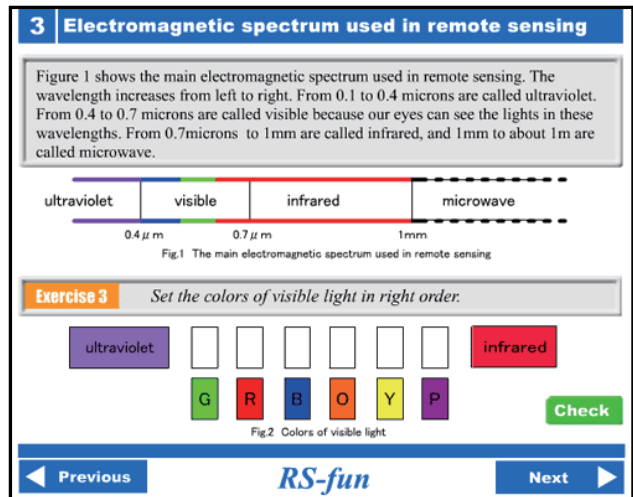 3 Electromagnetic spectrum used in remote sensing
Figure 1 shows the main electromagnetic spectrum used in remote sensing. The
wavelength increases from left to right. From 0.1 to 0.4 microns are called ultraviolet.
From 0.4 to 0.7 microns are called visible because our eyes can see the lights in these
wavelengths. From 0.7microns to 1mm are called infrared, and 1mm to about 1m are
called microwave.
ultraviolet visible infrared microwave
0.4 μ m 0.7 μ m 1mm
Fig.1 The main electromagnetic spectrum used in remote sensing
Exercise 3 Set the colors of visible light in right order.
ultraviolet infrared
G R B O Y P
Check
Fig.2 Colors of visible light
Previous RS-fun Next